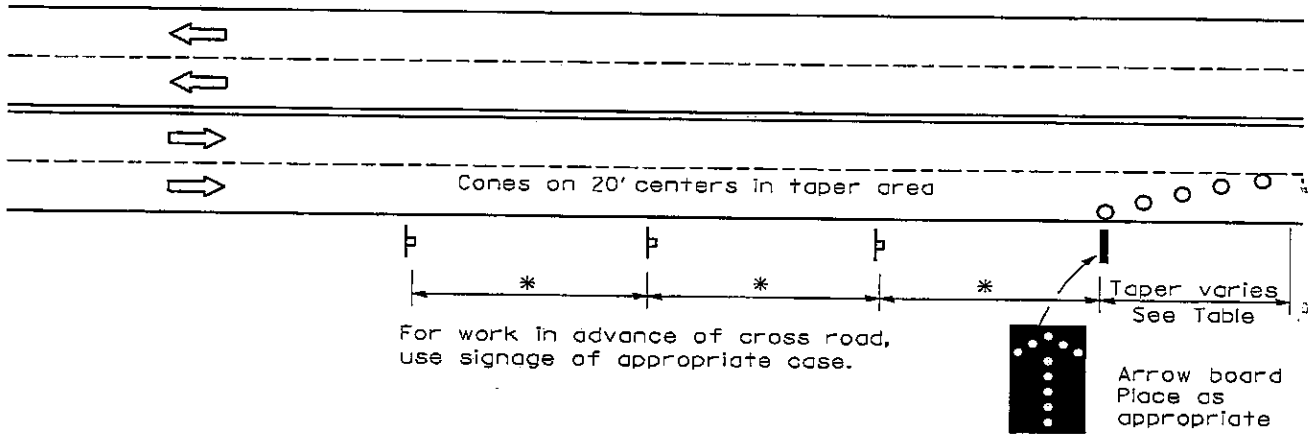 Cones on 20' centers in taper area
* * *
Taper varies
See Table
For work in advance of cross road,
use signage of appropriate case.
Arrow board
Place as
appropriate